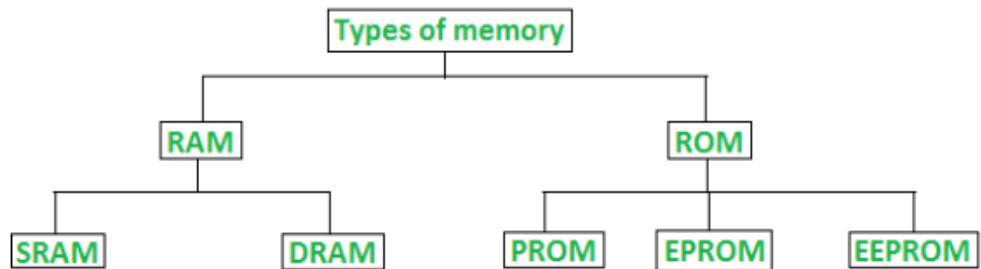 Types of memory
RAM
ROM
SRAM
DRAM
PROM
EPROM
EEPROM